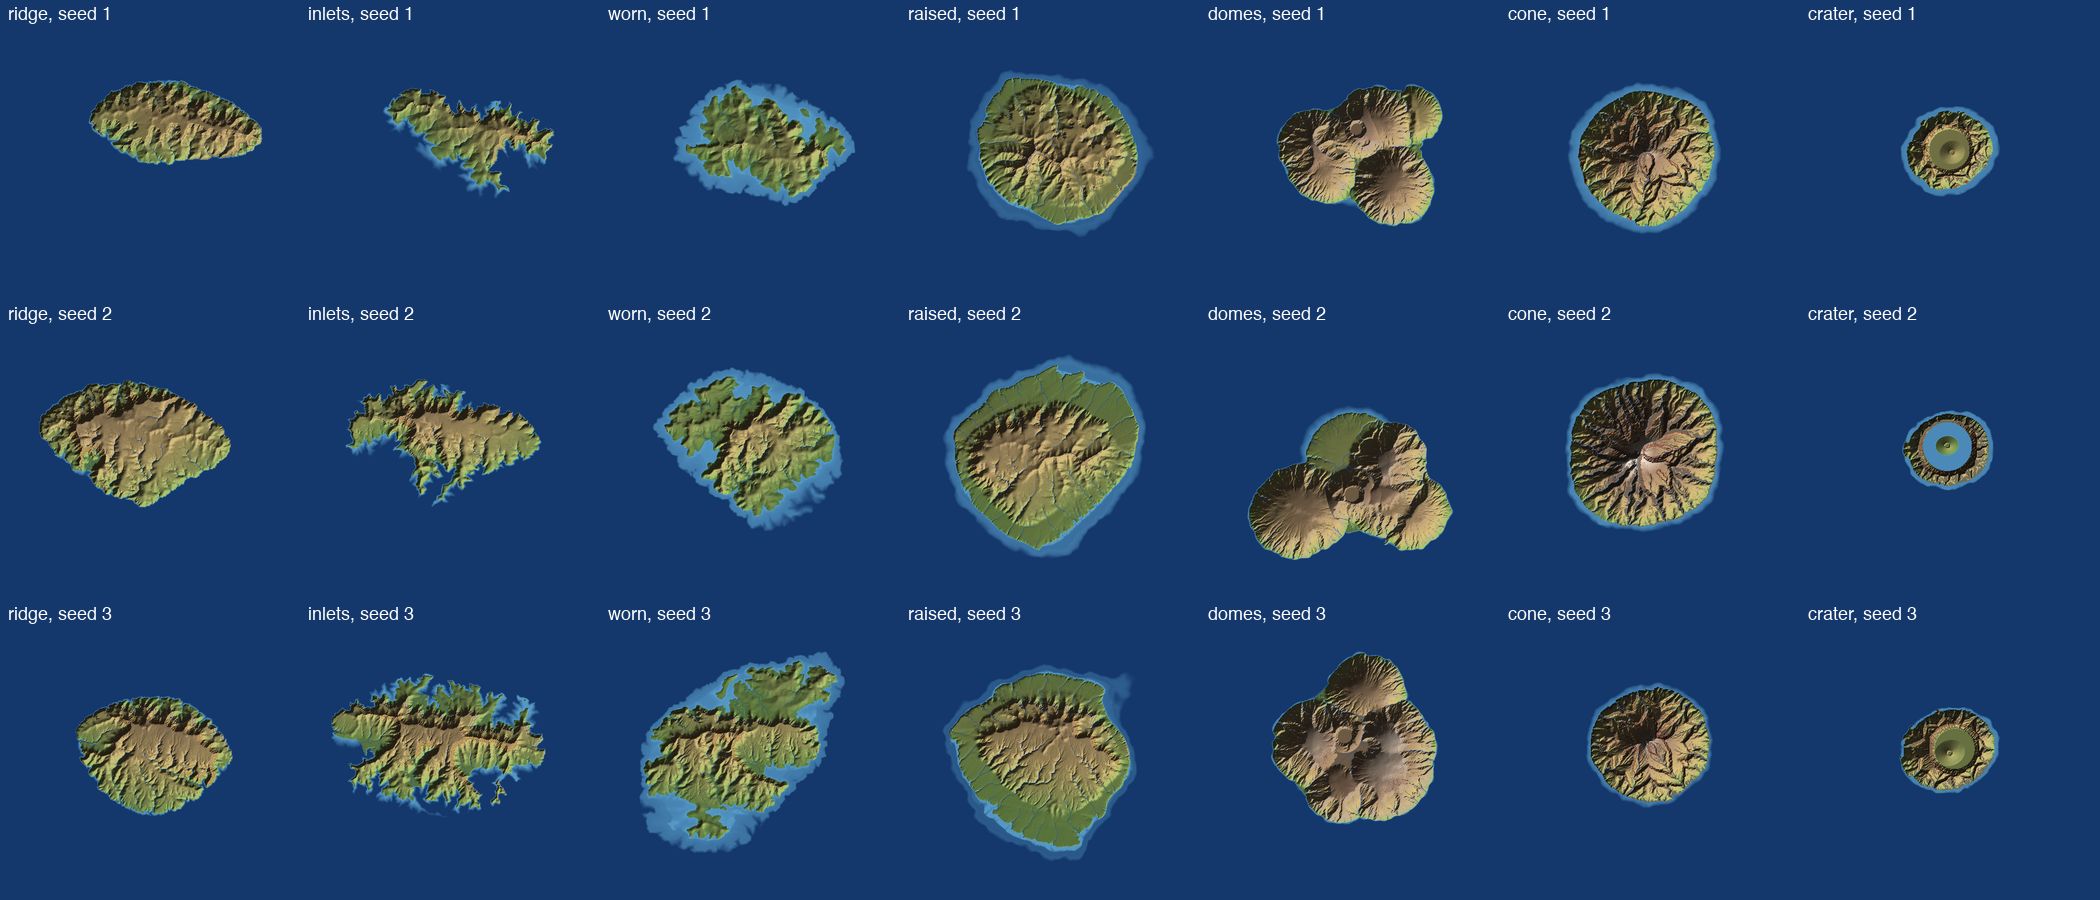 ridge, seed 1
inlets, seed 1
worn, seed 1
raised, seed 1
domes, seed 1
cone, seed 1
crater, seed 1
ridge, seed 2
inlets, seed 2
worn, seed 2
raised, seed 2
domes, seed 2
cone, seed 2
crater, seed 2
ridge, seed 3
inlets, seed 3
worn, seed 3
raised, seed 3
domes, seed 3
cone, seed 3
crater, seed 3